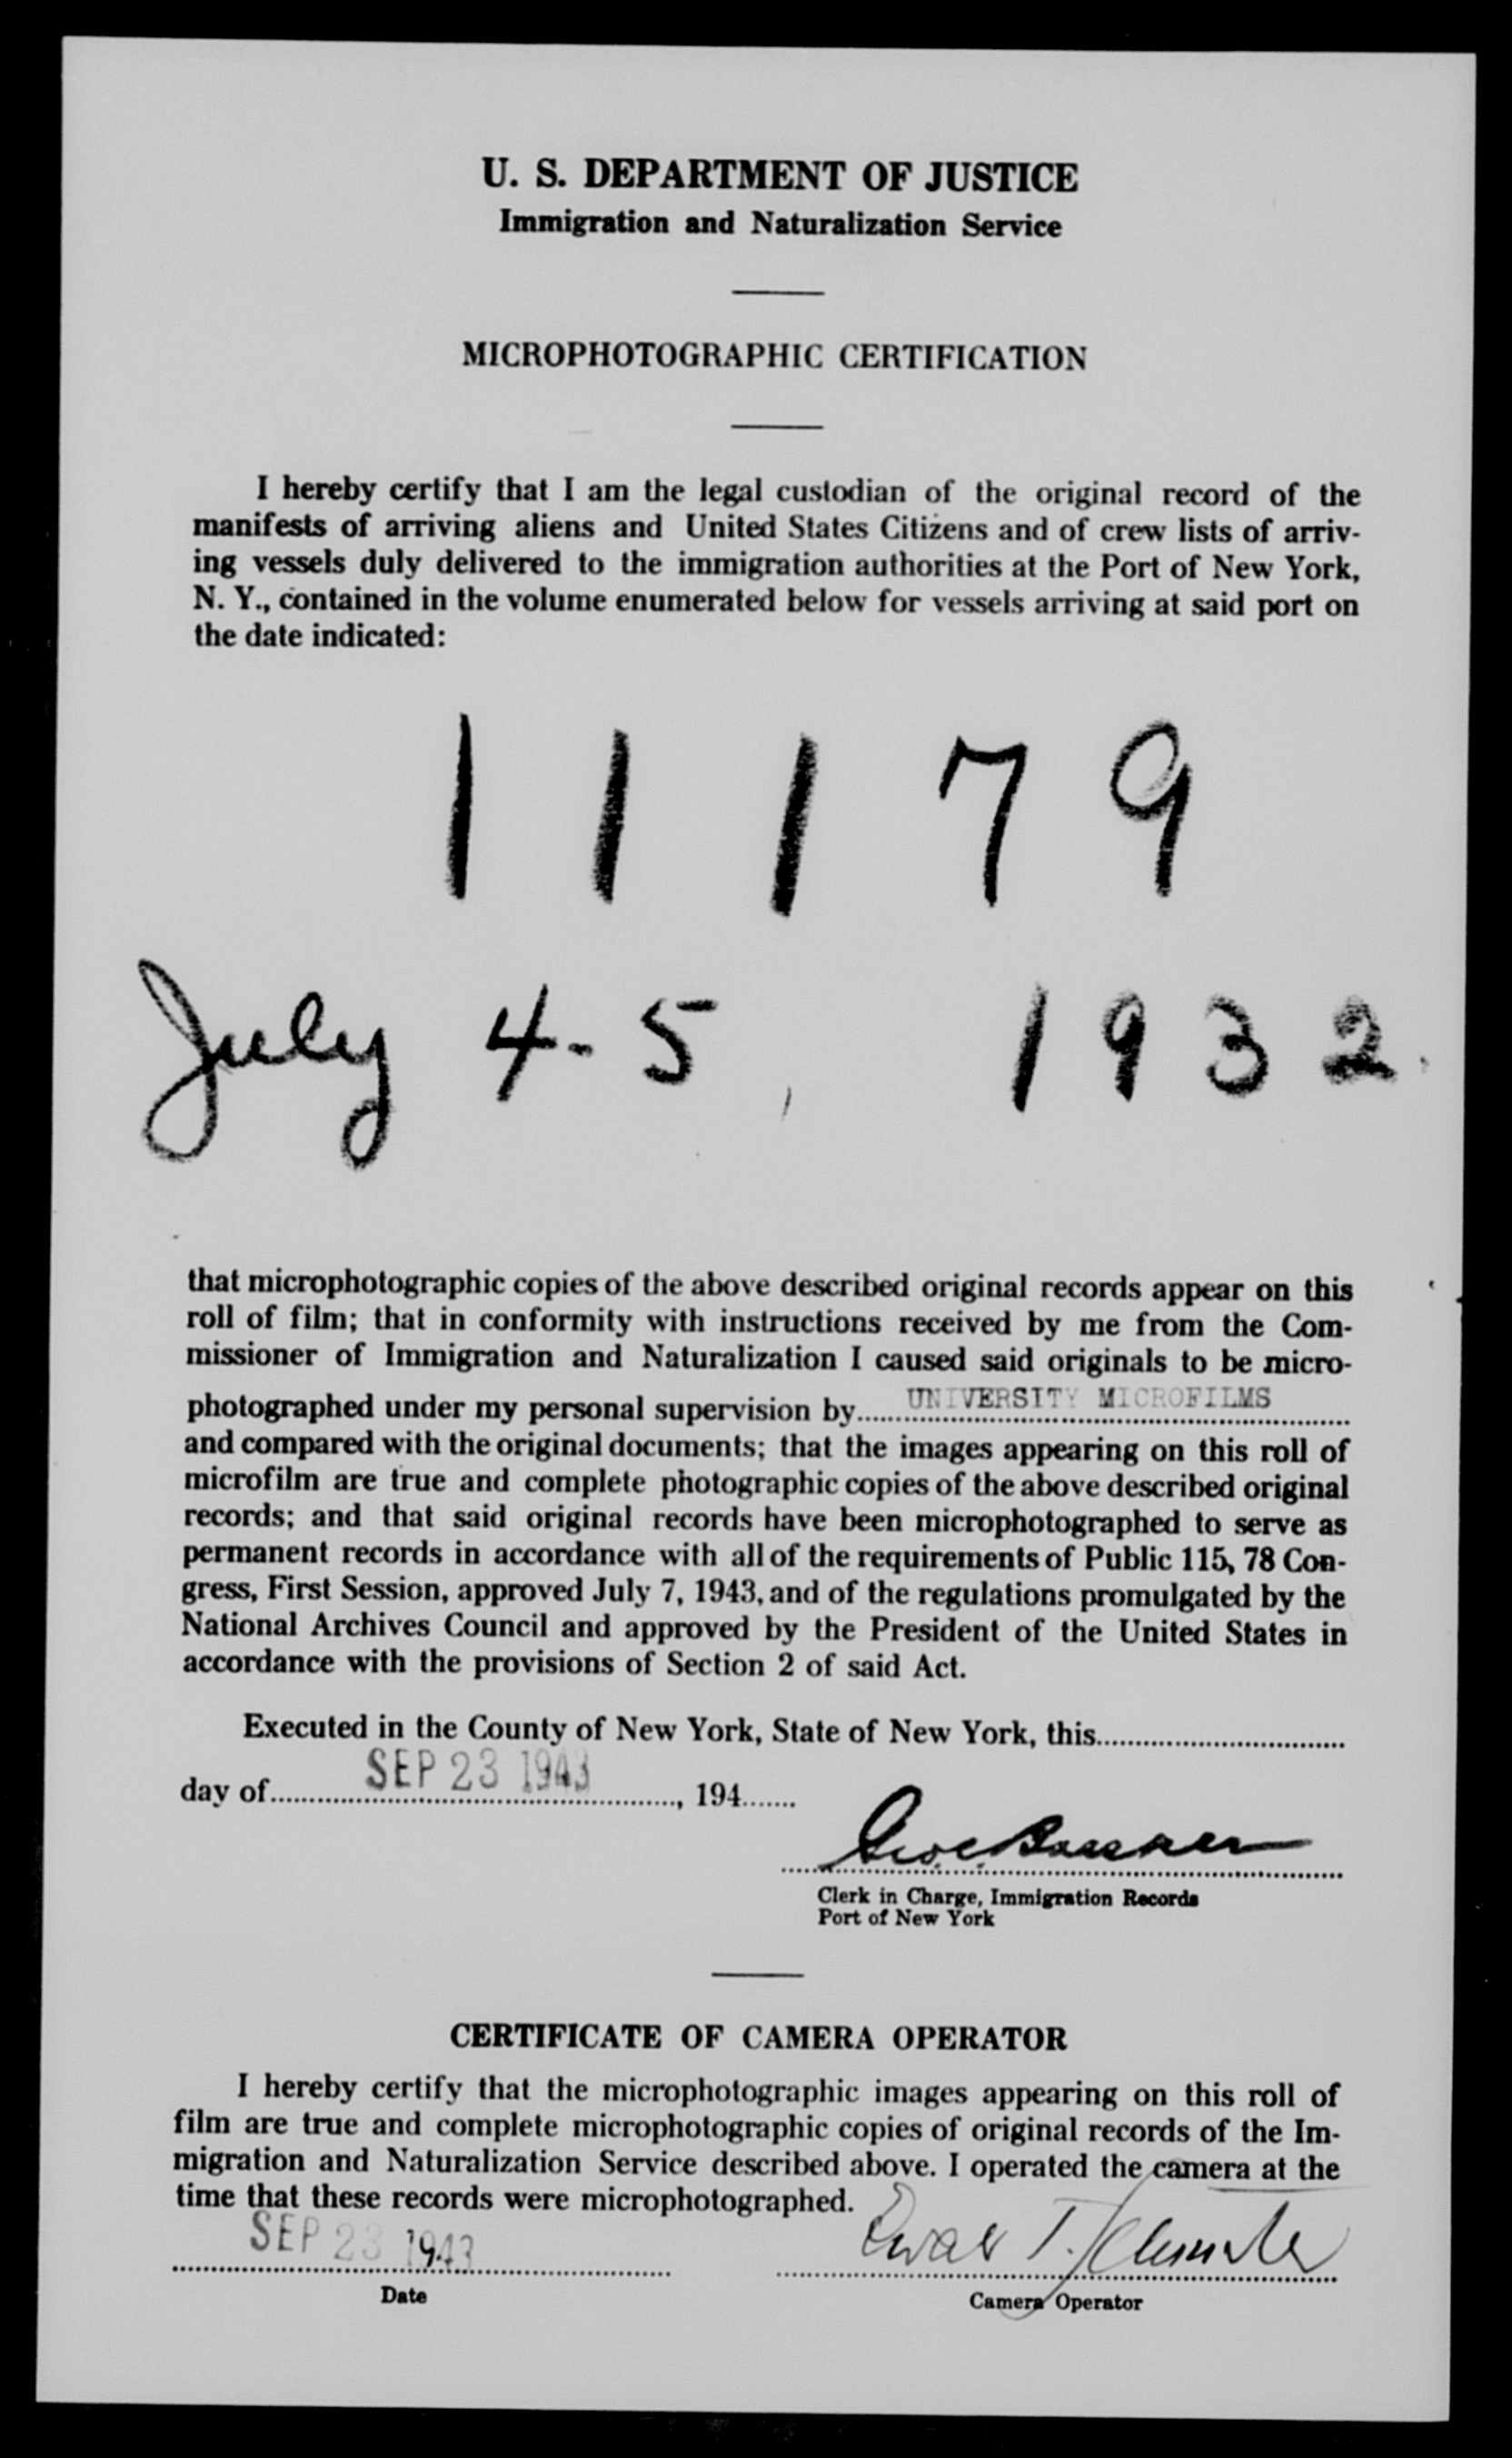 U. S. DEPARTMENT OF JUSTICE
Immigration and Naturalization Service
MICROPHOTOGRAPHIC CERTIFICATION
I hereby certify that I am the legal custodian of the original record of the
manifests of arriving aliens and United States Citizens and of crew lists of arriv-
ing vessels duly delivered to the immigration authorities at the Port of New York,
N. Y., contained in the volume enumerated below for vessels arriving at said port on
the date indicated:
11179
July 4-5, 1932
that microphotographic copies of the above described original records appear on this
roll of film; that in conformity with instructions received by me from the Com-
missioner of Immigration and Naturalization I caused said originals to be micro-
photographed under my personal supervision by UNIVERSITY MICROFILMS
and compared with the original documents; that the images appearing on this roll of
microfilm are true and complete photographic copies of the above described original
records; and that said original records have been microphotographed to serve as
permanent records in accordance with all of the requirements of Public 115, 78 Con-
gress, First Session, approved July 7, 1943, and of the regulations promulgated by the
National Archives Council and approved by the President of the United States in
accordance with the provisions of Section 2 of said Act.
Executed in the County of New York, State of New York, this
day of SEP 23 1943, 194
Clerk in Charge, Immigration Records
Port of New York
CERTIFICATE OF CAMERA OPERATOR
I hereby certify that the microphotographic images appearing on this roll of
film are true and complete microphotographic copies of original records of the Im-
migration and Naturalization Service described above. I operated the camera at the
time that these records were microphotographed.
SEP 23 1943
Date
Camera Operator